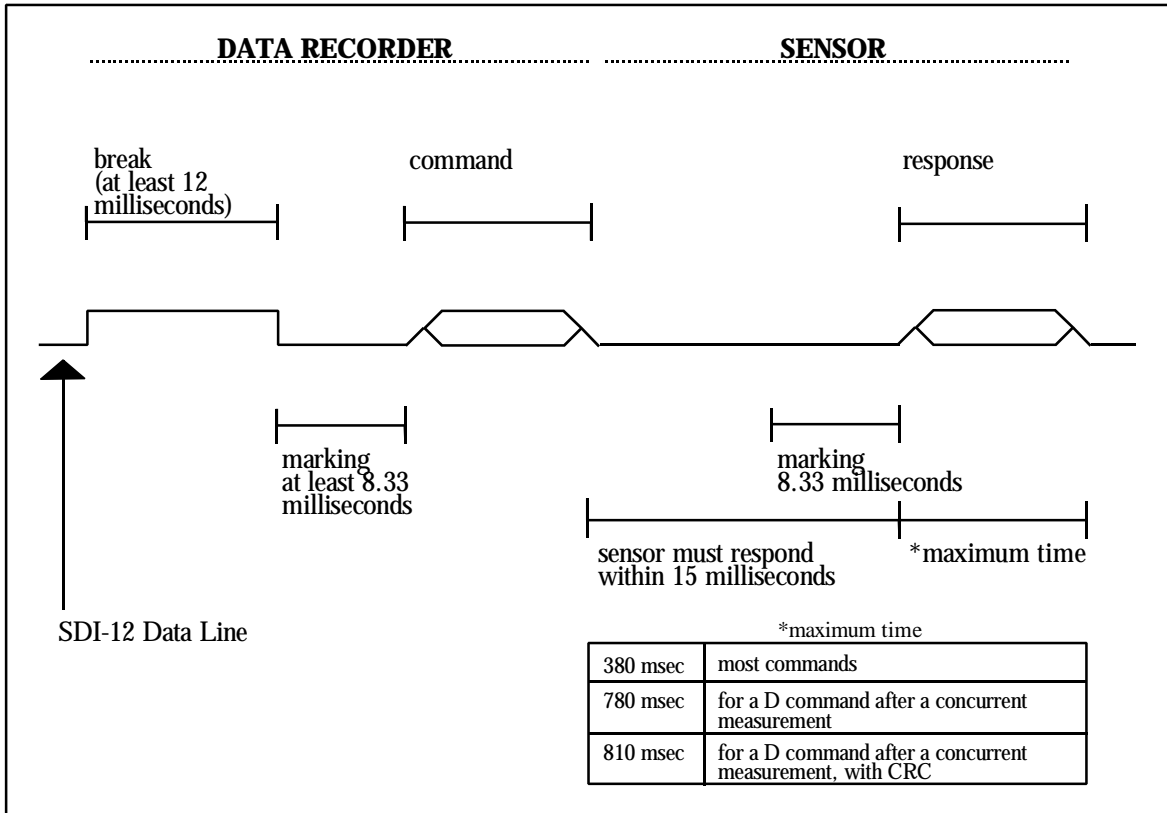 DATA RECORDER
SENSOR
break
(at least 12
milliseconds)
command
response
marking
at least 8.33
milliseconds
marking
8.33 milliseconds
sensor must respond
within 15 milliseconds
*maximum time
SDI-12 Data Line
*maximum time
380 msec most commands
780 msec for a D command after a concurrent
measurement
810 msec for a D command after a concurrent
measurement, with CRC